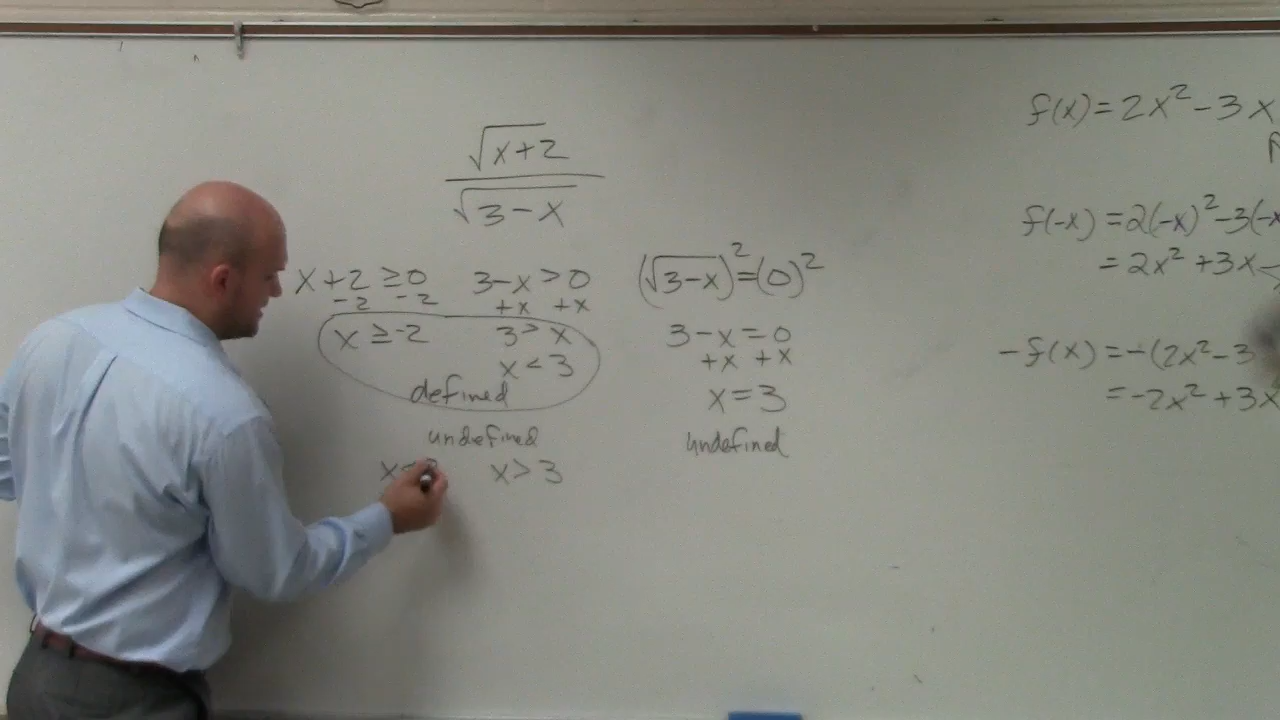 √x+2
√3-x
x+2 ≥0
-2 -2
x ≥-2
3-x >0
+x +x
3 > x
x < 3
defined
undefined
x > 3
(√3-x)²=(0)²
3-x=0
+x +x
x=3
undefined
f(x)=2x²-3x
f(-x) =2(-x)²-3(-x
=2x²+3x
-f(x)=-(2x²-3
=-2x²+3x